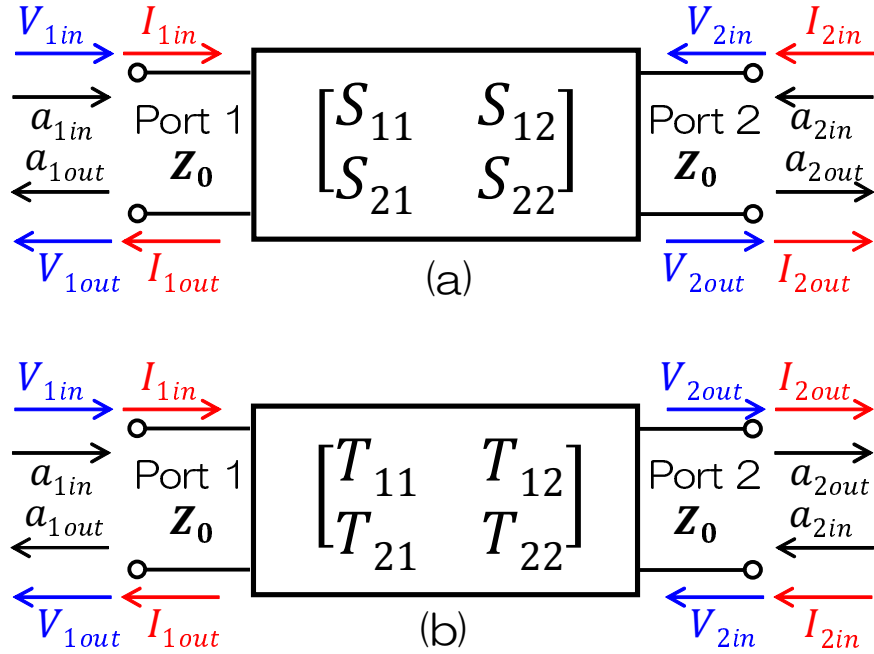 V1in I1in V2in I2in
a1in Port 1 [S11 S12 Port 2 a2in
a1out Z0 S21 S22] Z0 a2out
V1out I1out V2out I2out
(a)
V1in I1in V2out I2out
a1in Port 1 [T11 T12 Port 2 a2out
a1out Z0 T21 T22] Z0 a2in
V1out I1out V2in I2in
(b)